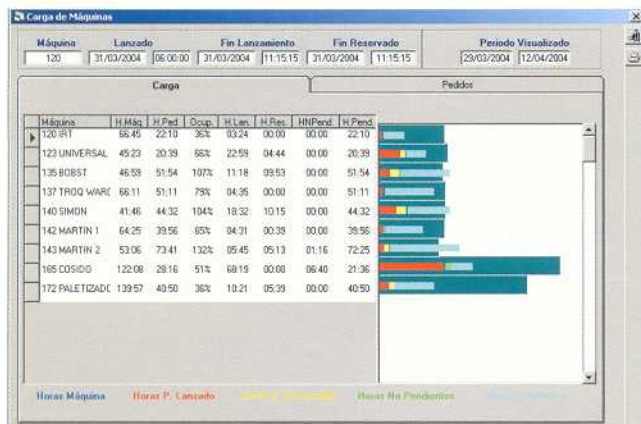 Carga de Máquinas
Máquina Lanzado Fin Lanzamiento Fin Reservado Periodo Visualizado
120 31/03/2004 06:00:00 31/03/2004 11:15:15 31/03/2004 11:15:15 29/03/2004 12/04/2004
Carga Pedidos
Máquina H.Máq H.Ped. Ocup. H.Lan. H.Res. HNPend. H.Pend.
120 IRT 66:45 22:10 36% 03:24 00:00 00:00 22:10
123 UNIVERSAL 45:23 20:39 66% 22:59 04:44 00:00 20:39
135 BOBST 46:59 51:54 107% 11:18 09:53 00:00 51:54
137 TROQ WARD 66:11 51:11 79% 04:35 00:00 00:00 51:11
140 SIMON 41:46 44:32 104% 18:32 10:15 00:00 44:32
142 MARTIN 1 64:25 39:56 65% 04:31 00:39 00:00 39:56
143 MARTIN 2 53:06 73:41 132% 05:45 05:13 01:16 72:25
165 COSIDO 122:08 28:16 51% 68:19 00:00 06:40 21:36
172 PALETIZADO 139:57 40:50 36% 10:21 05:39 00:00 40:50
Horas Máquina Horas P. Lanzado Horas No Pendientes